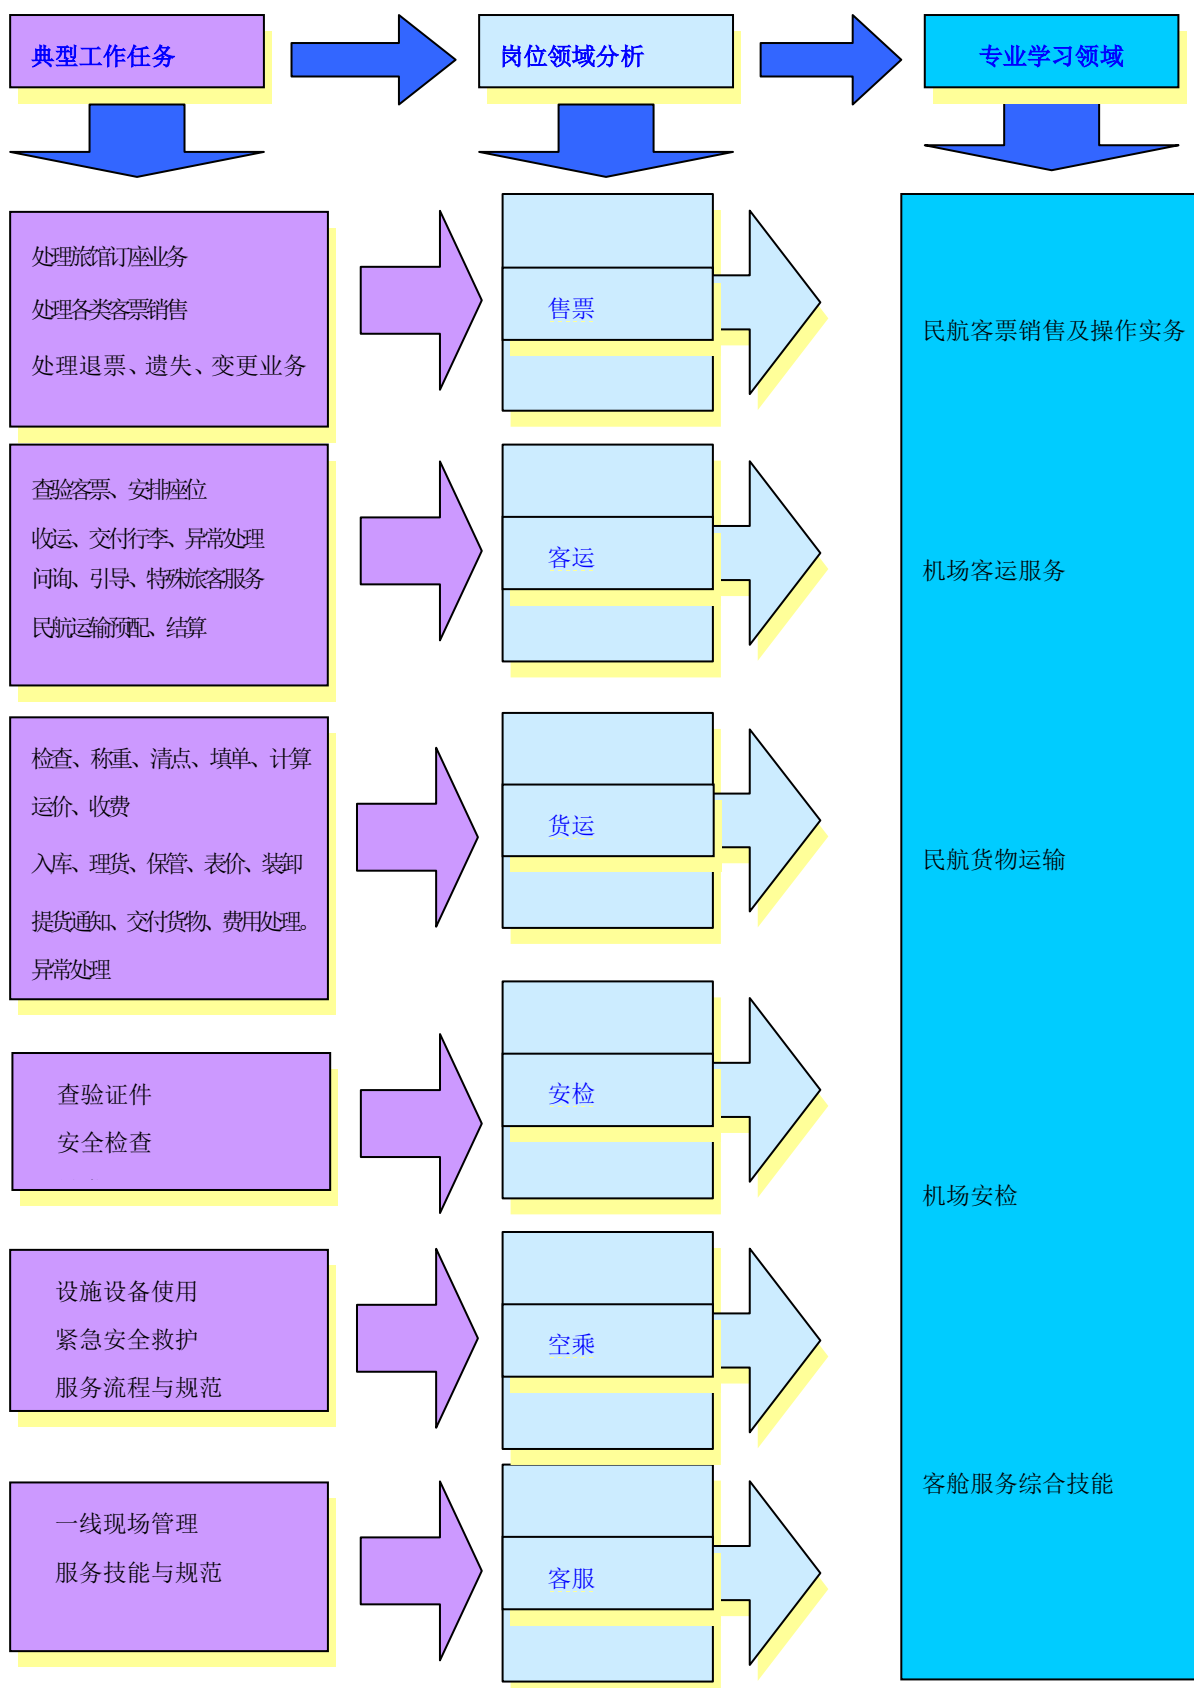 典型工作任务
岗位领域分析
专业学习领域
处理旅馆订座业务
处理各类客票销售
处理退票、遗失、变更业务
售票
民航客票销售及操作实务
查验客票、安排座位
收运、交付行李、异常处理
问询、引导、特殊旅客服务
民航运输预配、结算
客运
机场客运服务
检查、称重、清点、填单、计算
运价、收费
入库、理货、保管、表价、装卸
提货通知、交付货物、费用处理。
异常处理
货运
民航货物运输
查验证件
安全检查
安检
机场安检
设施设备使用
紧急安全救护
服务流程与规范
空乘
客舱服务综合技能
一线现场管理
服务技能与规范
客服